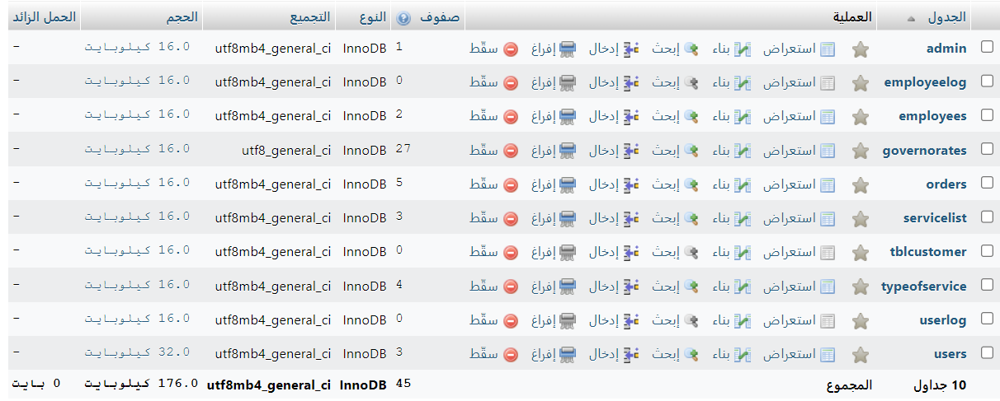 الجدول العملية صفوف النوع التجميع الحجم الحمل الزائد
admin استعراض بناء إبحث إدخال إفراغ سقّط 1 InnoDB utf8mb4_general_ci 16.0 كيلوبايت -
employeelog استعراض بناء إبحث إدخال إفراغ سقّط 0 InnoDB utf8mb4_general_ci 16.0 كيلوبايت -
employees استعراض بناء إبحث إدخال إفراغ سقّط 2 InnoDB utf8mb4_general_ci 16.0 كيلوبايت -
governorates استعراض بناء إبحث إدخال إفراغ سقّط 27 InnoDB utf8_general_ci 16.0 كيلوبايت -
orders استعراض بناء إبحث إدخال إفراغ سقّط 5 InnoDB utf8mb4_general_ci 16.0 كيلوبايت -
servicelist استعراض بناء إبحث إدخال إفراغ سقّط 3 InnoDB utf8mb4_general_ci 16.0 كيلوبايت -
tblcustomer استعراض بناء إبحث إدخال إفراغ سقّط 0 InnoDB utf8mb4_general_ci 16.0 كيلوبايت -
typeofservice استعراض بناء إبحث إدخال إفراغ سقّط 4 InnoDB utf8mb4_general_ci 16.0 كيلوبايت -
userlog استعراض بناء إبحث إدخال إفراغ سقّط 0 InnoDB utf8mb4_general_ci 16.0 كيلوبايت -
users استعراض بناء إبحث إدخال إفراغ سقّط 3 InnoDB utf8mb4_general_ci 32.0 كيلوبايت -
10 جداول المجموع 45 InnoDB utf8mb4_general_ci 176.0 كيلوبايت 0 بايت